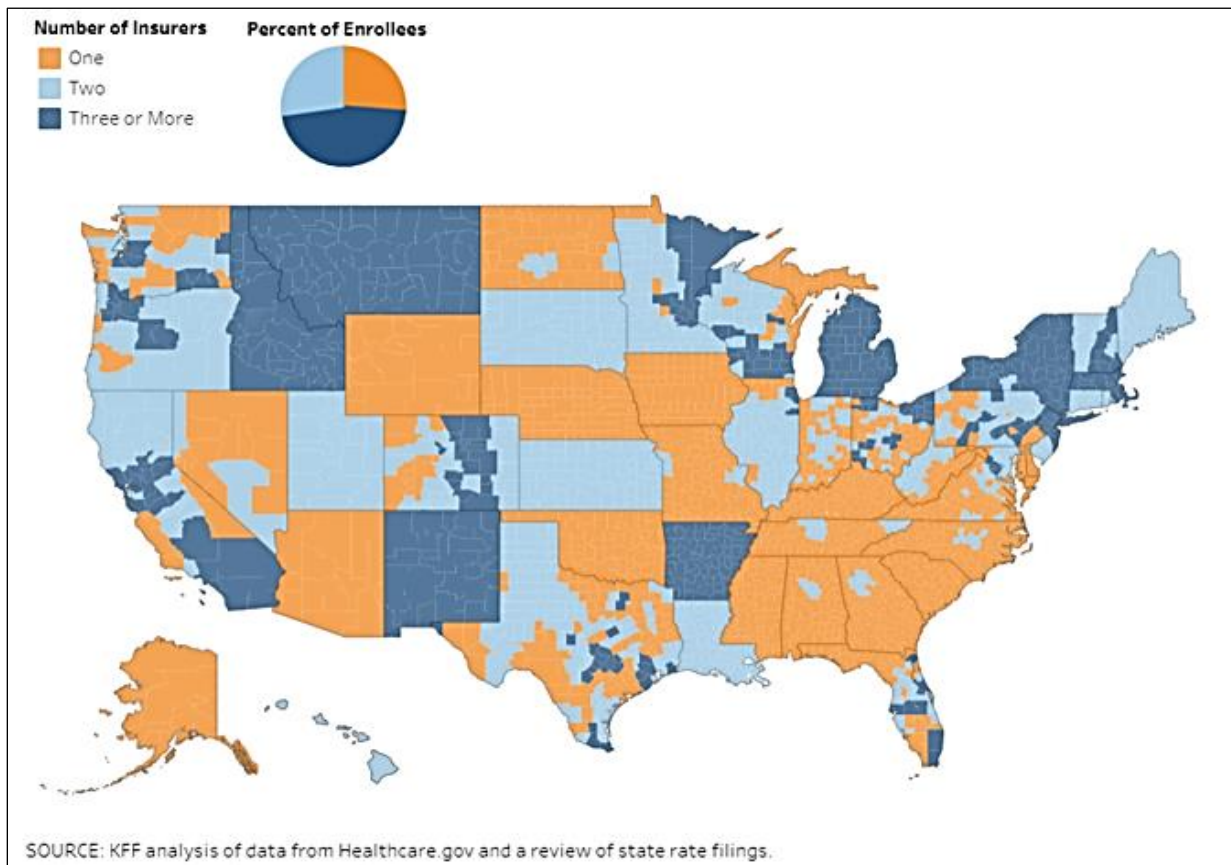 Number of Insurers
One
Two
Three or More
Percent of Enrollees
SOURCE: KFF analysis of data from Healthcare.gov and a review of state rate filings.